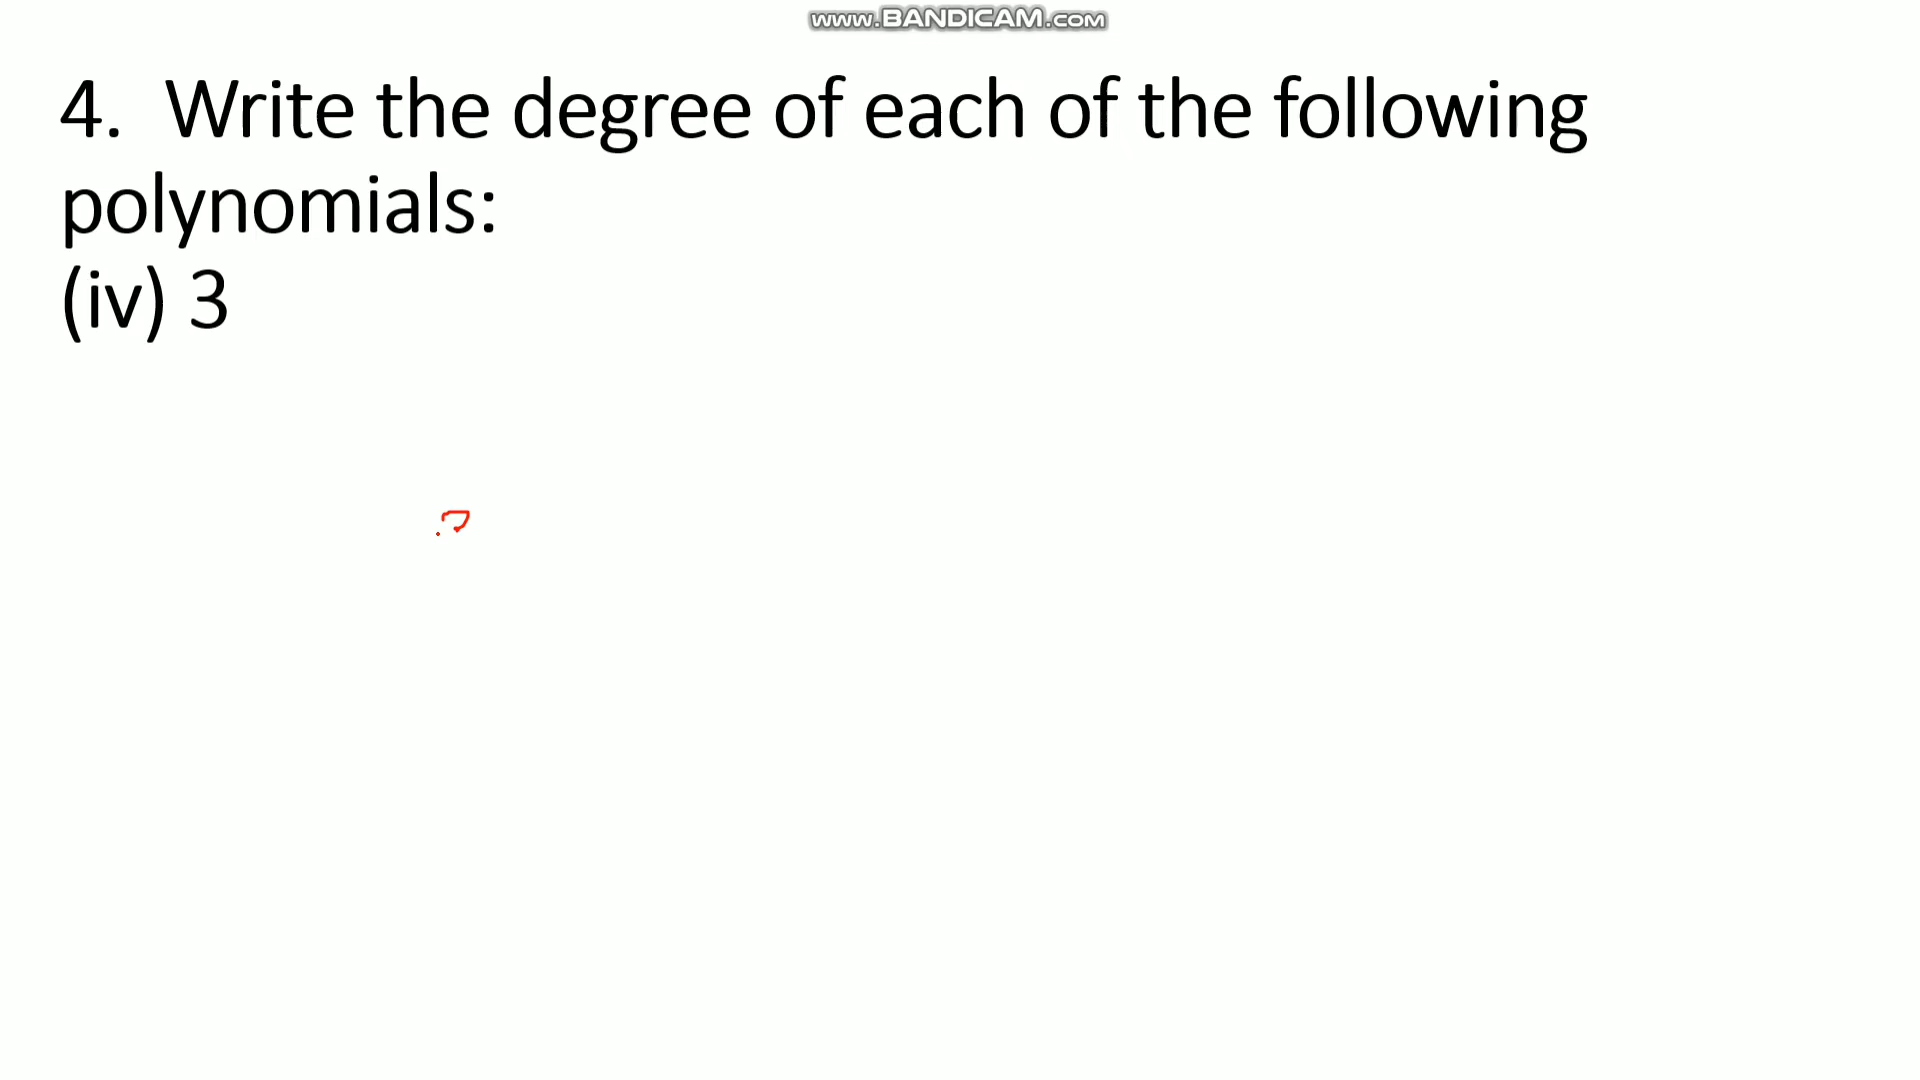 www.BANDICAM.com
4. Write the degree of each of the following
polynomials:
(iv) 3